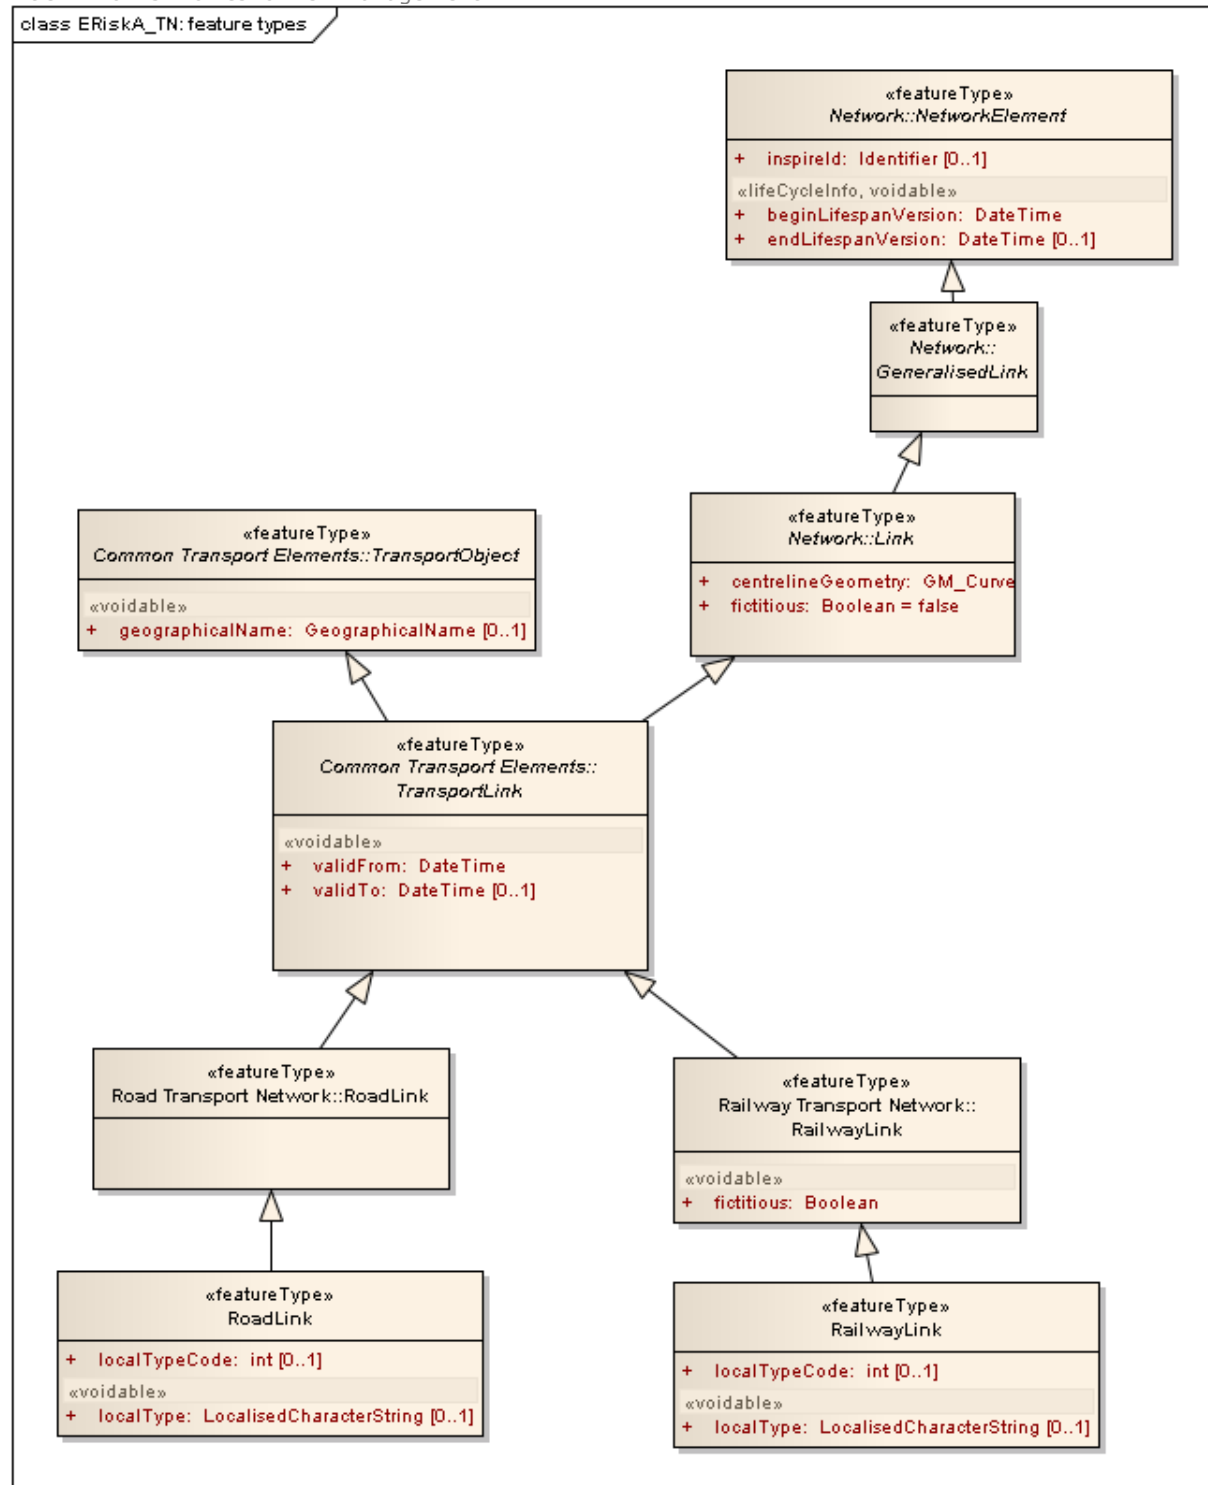 class ERiskA_TN: feature types
«featureType»
Network::NetworkElement
+ inspireId: Identifier [0..1]
«lifeCycleInfo, voidable»
+ beginLifespanVersion: DateTime
+ endLifespanVersion: DateTime [0..1]
«featureType»
Network::
GeneralisedLink
«featureType»
Network::Link
+ centrelineGeometry: GM_Curve
+ fictitious: Boolean = false
«featureType»
Common Transport Elements::TransportObject
«voidable»
+ geographicalName: GeographicalName [0..1]
«featureType»
Common Transport Elements::
TransportLink
«voidable»
+ validFrom: DateTime
+ validTo: DateTime [0..1]
«featureType»
Road Transport Network::RoadLink
«featureType»
Railway Transport Network::
RailwayLink
«voidable»
+ fictitious: Boolean
«featureType»
RoadLink
+ localTypeCode: int [0..1]
«voidable»
+ localType: LocalisedCharacterString [0..1]
«featureType»
RailwayLink
+ localTypeCode: int [0..1]
«voidable»
+ localType: LocalisedCharacterString [0..1]